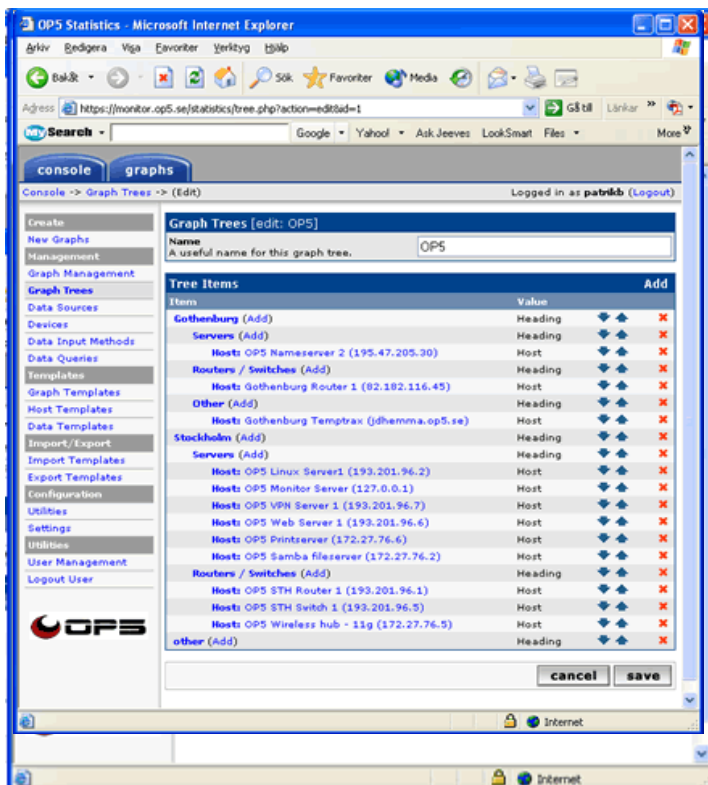 OP5 Statistics - Microsoft Internet Explorer
Arkiv Redigera Visa Favoriter Verktyg Hjälp
Bakåt Sök Favoriter Media
Adress https://monitor.op5.se/statistics/tree.php?action=edit&id=1 Gå till Länkar »
My Search Google Yahoo! Ask Jeeves LookSmart Files More
console graphs
Console -> Graph Trees -> (Edit) Logged in as patrikb (Logout)
Create
New Graphs
Management
Graph Management
Graph Trees
Data Sources
Devices
Data Input Methods
Data Queries
Templates
Graph Templates
Host Templates
Data Templates
Import/Export
Import Templates
Export Templates
Configuration
Utilities
Settings
Utilities
User Management
Logout User
OP5
Graph Trees [edit: OP5]
Name
A useful name for this graph tree. OP5
Tree Items Add
Item Value
Gothenburg (Add) Heading
Servers (Add) Heading
Host: OP5 Nameserver 2 (195.47.205.30) Host
Routers / Switches (Add) Heading
Host: Gothenburg Router 1 (82.182.116.45) Host
Other (Add) Heading
Host: Gothenburg Temptrax (jdhemma.op5.se) Host
Stockholm (Add) Heading
Servers (Add) Heading
Host: OP5 Linux Server1 (193.201.96.2) Host
Host: OP5 Monitor Server (127.0.0.1) Host
Host: OP5 VPN Server 1 (193.201.96.7) Host
Host: OP5 Web Server 1 (193.201.96.6) Host
Host: OP5 Printserver (172.27.76.6) Host
Host: OP5 Samba fileserver (172.27.76.2) Host
Routers / Switches (Add) Heading
Host: OP5 STH Router 1 (193.201.96.1) Host
Host: OP5 STH Switch 1 (193.201.96.5) Host
Host: OP5 Wireless hub - 11g (172.27.76.5) Host
other (Add) Heading
cancel save
Internet
Internet